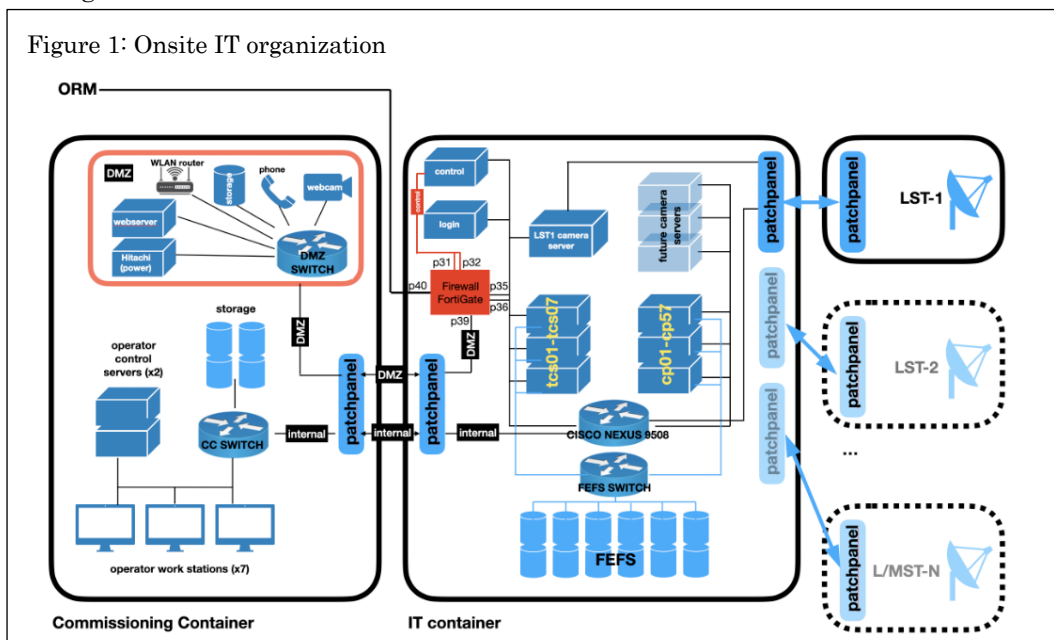 Figure 1: Onsite IT organization
ORM
DMZ
WLAN router
storage
phone
webcam
webserver
Hitachi
(power)
DMZ
SWITCH
storage
operator
control
servers (x2)
DMZ
CC SWITCH
internal
patchpanel
operator work stations (x7)
Commissioning Container
DMZ
internal
control
control
login
p31
p32
p40
Firewall
FortiGate
p35
p36
p39
DMZ
patchpanel
internal
LST1 camera
server
future camera
servers
tcs01-tcs07
cp01-cp57
CISCO NEXUS 9508
FEFS SWITCH
FEFS
IT container
patchpanel
patchpanel
patchpanel
patchpanel
LST-1
patchpanel
LST-2
...
patchpanel
L/MST-N